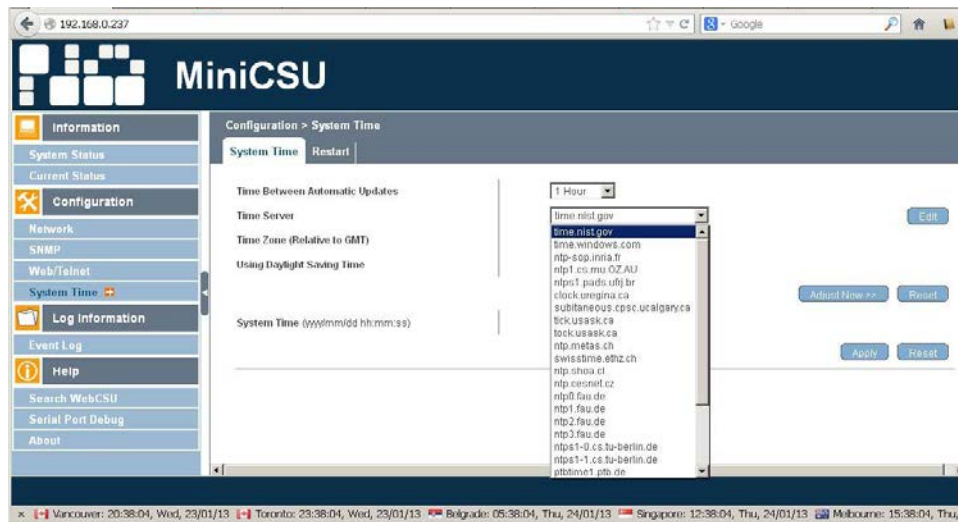 192.168.0.237
Google
MiniCSU
Information
System Status
Current Status
Configuration
Network
SNMP
Web/Telnet
System Time
Log Information
Event Log
Help
Search WebCSU
Serial Port Debug
About
Configuration > System Time
System Time Restart
Time Between Automatic Updates 1 Hour
Time Server time.nist.gov Edit
Time Zone (Relative to GMT)
Using Daylight Saving Time
Adjust Now >> Reset
System Time (yyyy/mm/dd hh:mm:ss)
Apply Reset
time.nist.gov
time.windows.com
ntp-sop.inria.fr
ntp1.cs.mu.OZ.AU
ntps1.pads.ufrj.br
clock.uregina.ca
subitaneous.cpsc.ucalgary.ca
tick.usask.ca
tock.usask.ca
ntp.metas.ch
swisstime.ethz.ch
ntp.shoa.cl
ntp.cesnet.cz
ntp0.fau.de
ntp1.fau.de
ntp2.fau.de
ntp3.fau.de
ntps1-0.cs.tu-berlin.de
ntps1-1.cs.tu-berlin.de
ptbtime1.ptb.de
Vancouver: 20:38:04, Wed, 23/01/13 Toronto: 23:38:04, Wed, 23/01/13 Belgrade: 05:38:04, Thu, 24/01/13 Singapore: 12:38:04, Thu, 24/01/13 Melbourne: 15:38:04, Thu,